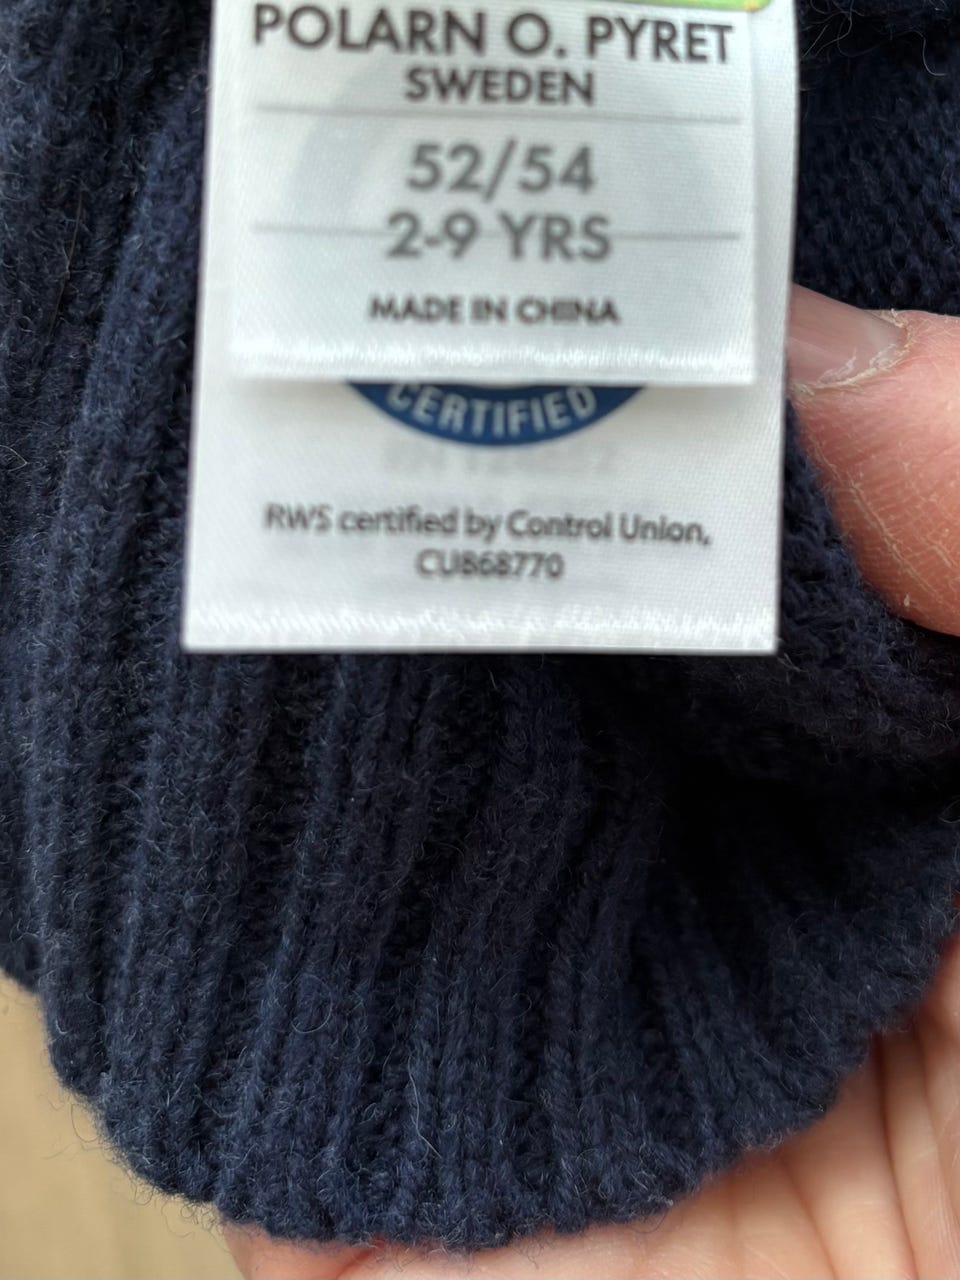 POLARN O. PYRET
SWEDEN
52/54
2-9 YRS
MADE IN CHINA
CERTIFIED
RWS certified by Control Union,
CU868770